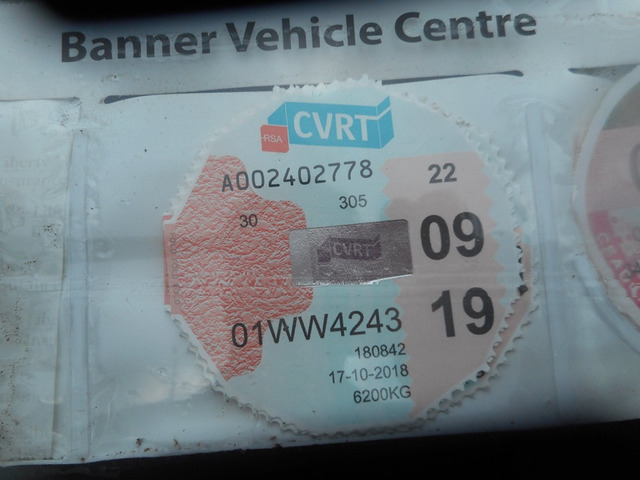 Banner Vehicle Centre
CVRT
RSA
A002402778
22
305
30
CVRT
09
01WW4243
19
180842
17-10-2018
6200KG